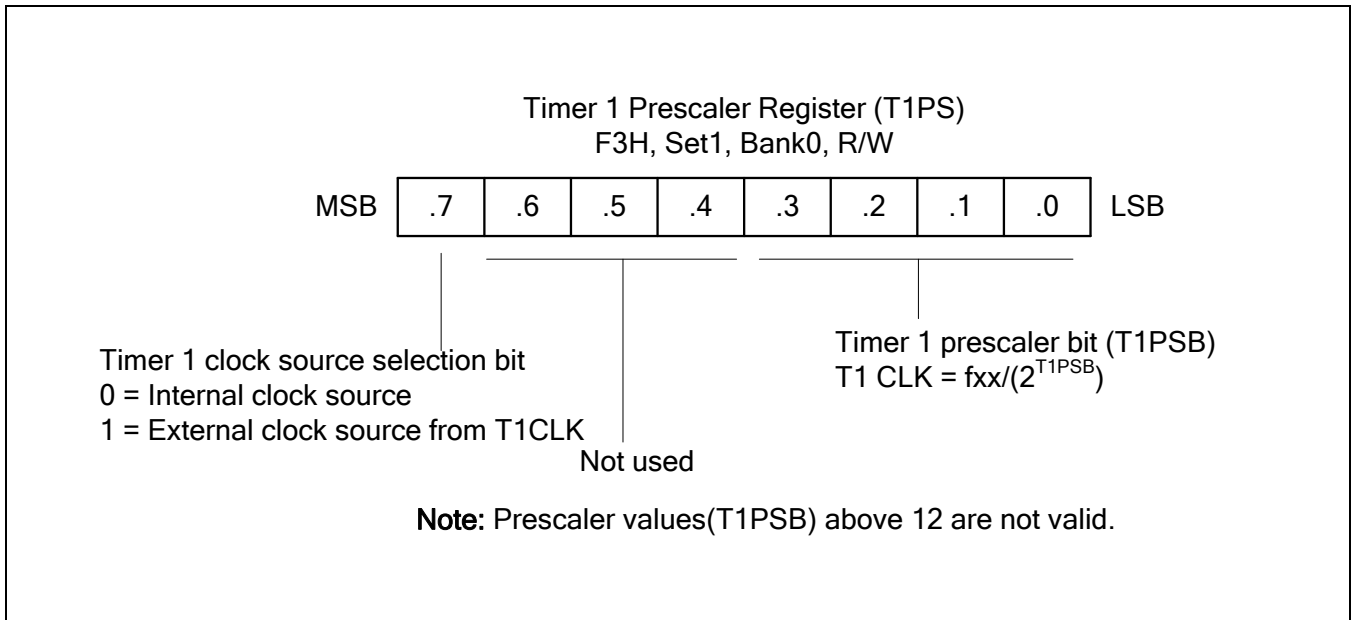 Timer 1 Prescaler Register (T1PS)
F3H, Set1, Bank0, R/W
MSB .7 .6 .5 .4 .3 .2 .1 .0 LSB
Timer 1 clock source selection bit
0 = Internal clock source
1 = External clock source from T1CLK
Not used
Timer 1 prescaler bit (T1PSB)
T1 CLK = fxx/(2^T1PSB)
Note: Prescaler values(T1PSB) above 12 are not valid.